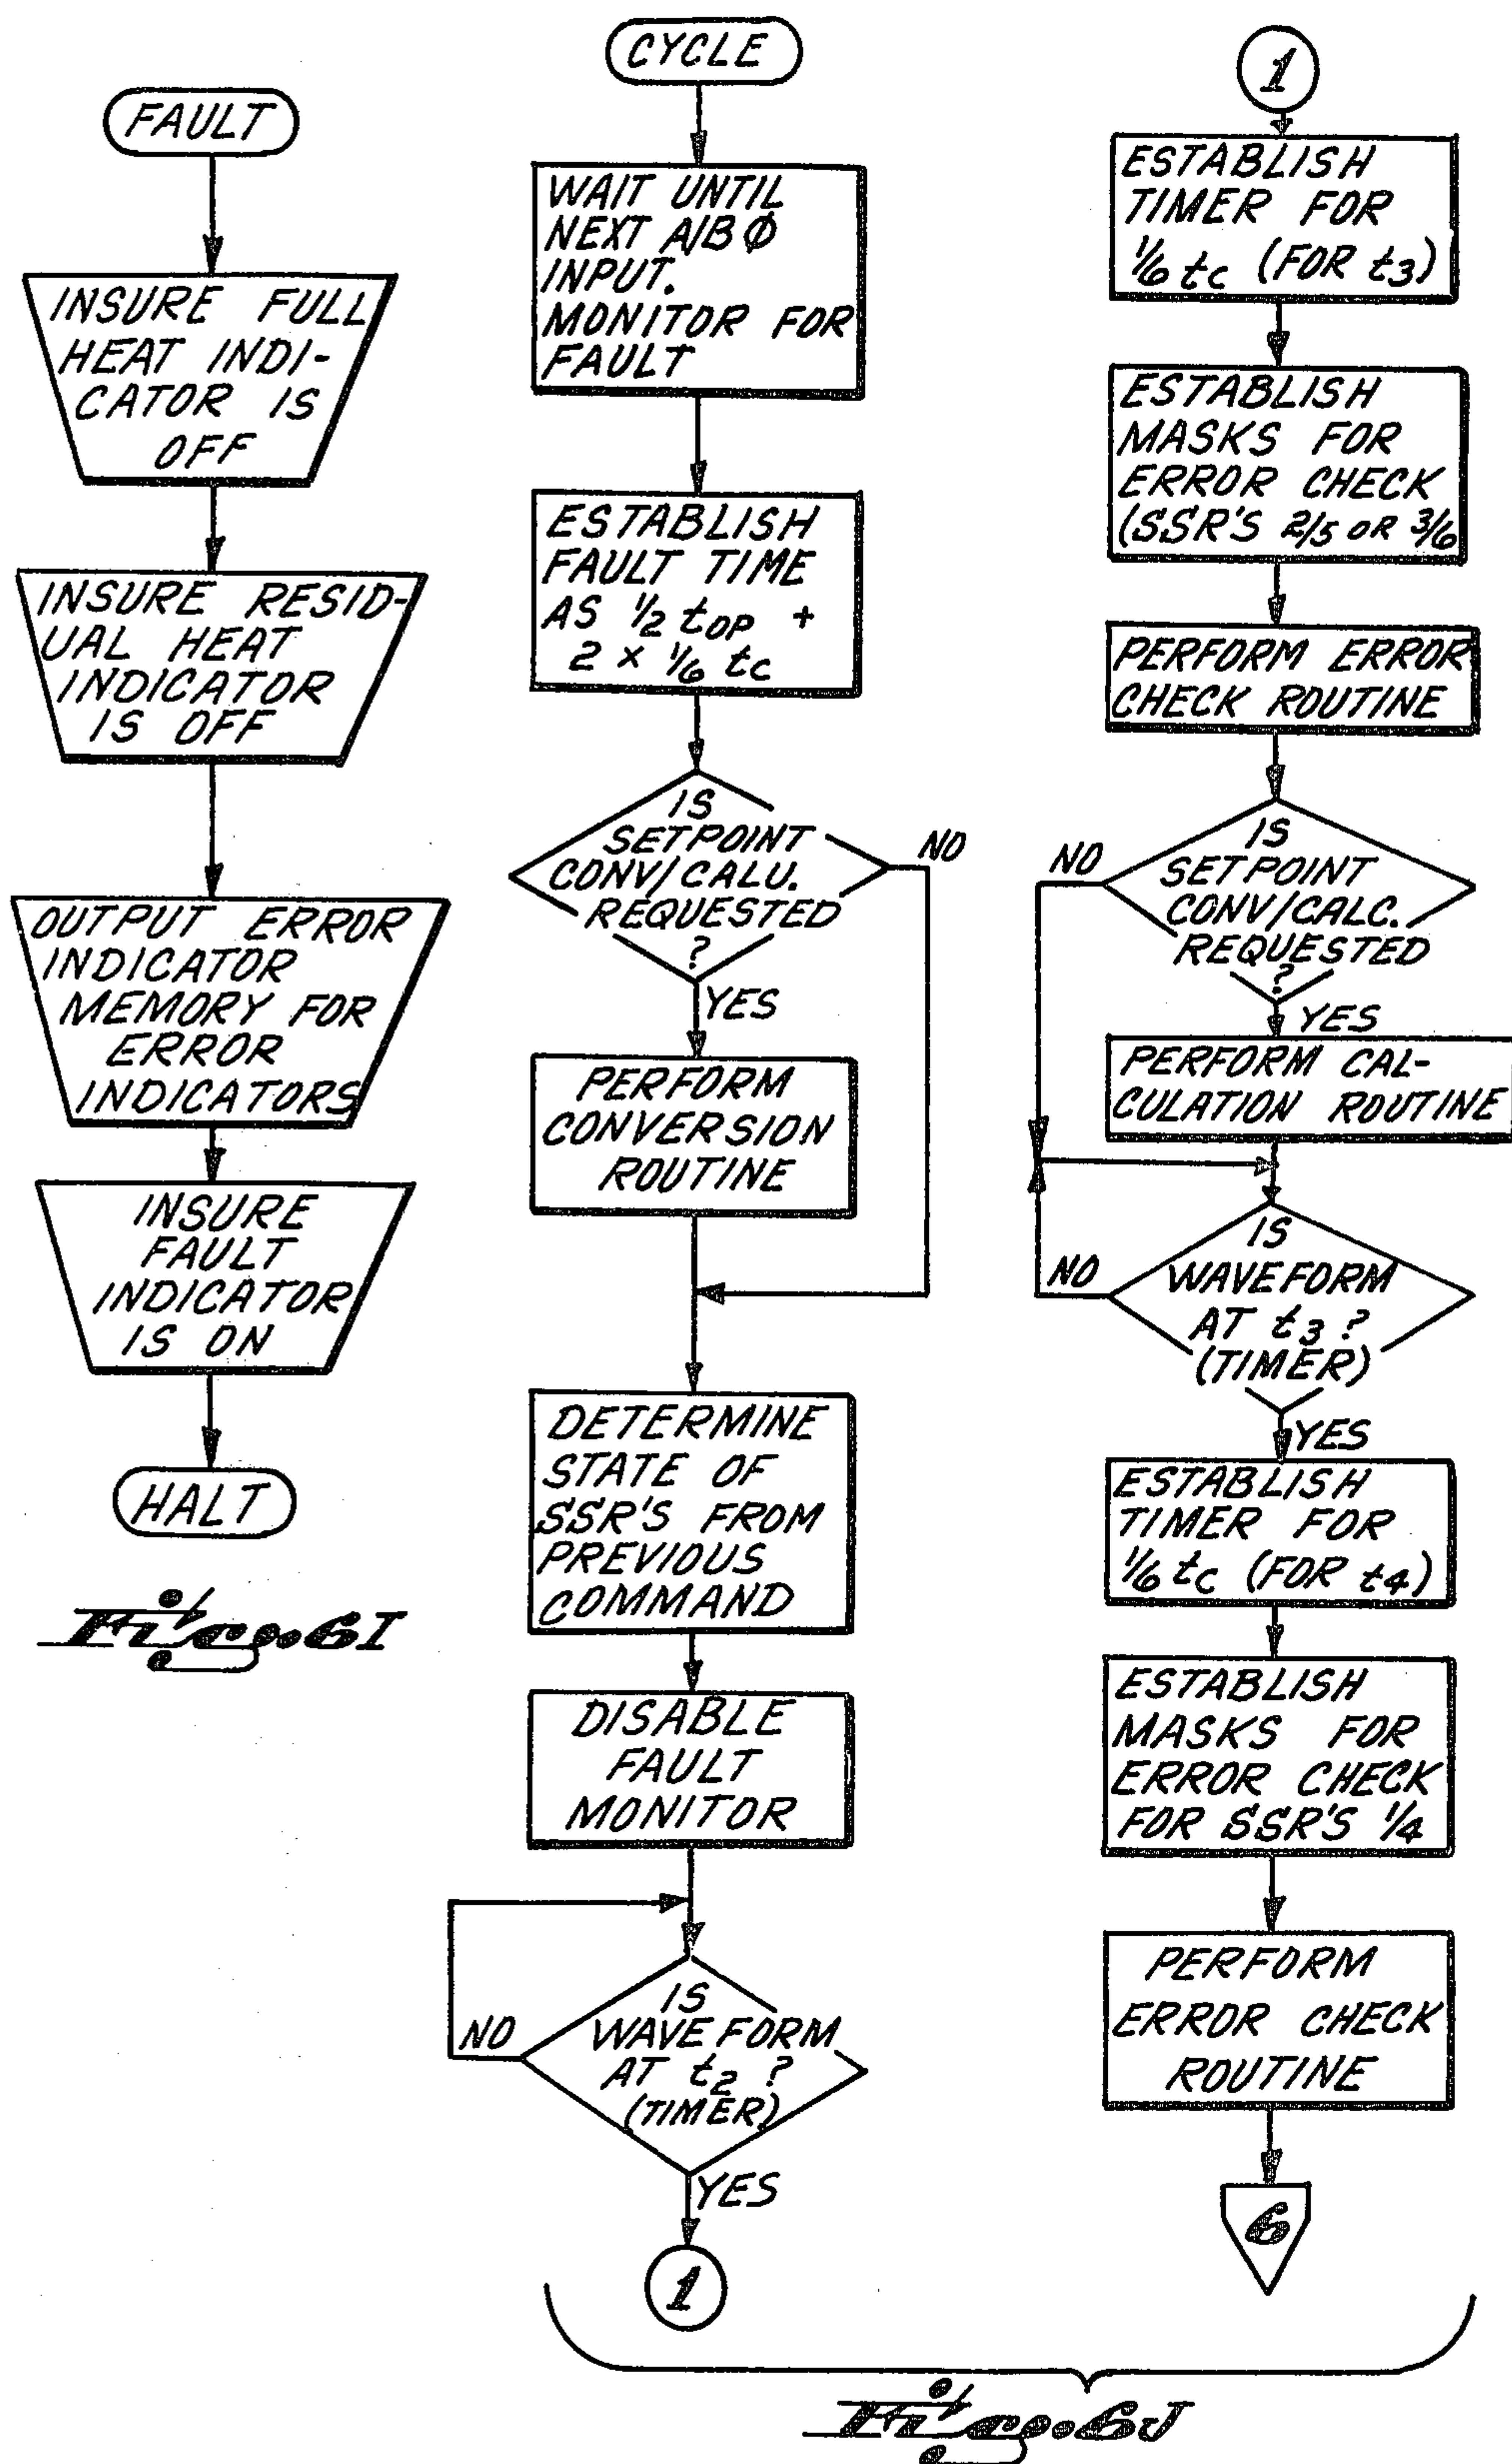 FAULT
INSURE FULL
HEAT INDI-
CATOR IS
OFF
INSURE RESID-
UAL HEAT
INDICATOR
IS OFF
OUTPUT ERROR
INDICATOR
MEMORY FOR
ERROR
INDICATORS
INSURE
FAULT
INDICATOR
IS ON
HALT
Fig. 6I
CYCLE
WAIT UNTIL
NEXT A/B Φ
INPUT.
MONITOR FOR
FAULT
ESTABLISH
FAULT TIME
AS 1/2 tOP +
2 × 1/6 tC
IS
SETPOINT
CONV/CALU.
REQUESTED
?
NO
YES
PERFORM
CONVERSION
ROUTINE
DETERMINE
STATE OF
SSR'S FROM
PREVIOUS
COMMAND
DISABLE
FAULT
MONITOR
IS
WAVEFORM
AT t2 ?
(TIMER)
NO
YES
1
1
ESTABLISH
TIMER FOR
1/6 tC (FOR t3)
ESTABLISH
MASKS FOR
ERROR CHECK
(SSR'S 2/5 OR 3/6
PERFORM ERROR
CHECK ROUTINE
IS
SETPOINT
CONV/CALC.
REQUESTED
?
NO
YES
PERFORM CAL-
CULATION ROUTINE
IS
WAVEFORM
AT t3 ?
(TIMER)
NO
YES
ESTABLISH
TIMER FOR
1/6 tC (FOR t4)
ESTABLISH
MASKS FOR
ERROR CHECK
FOR SSR'S 1/4
PERFORM
ERROR CHECK
ROUTINE
6
Fig. 6J